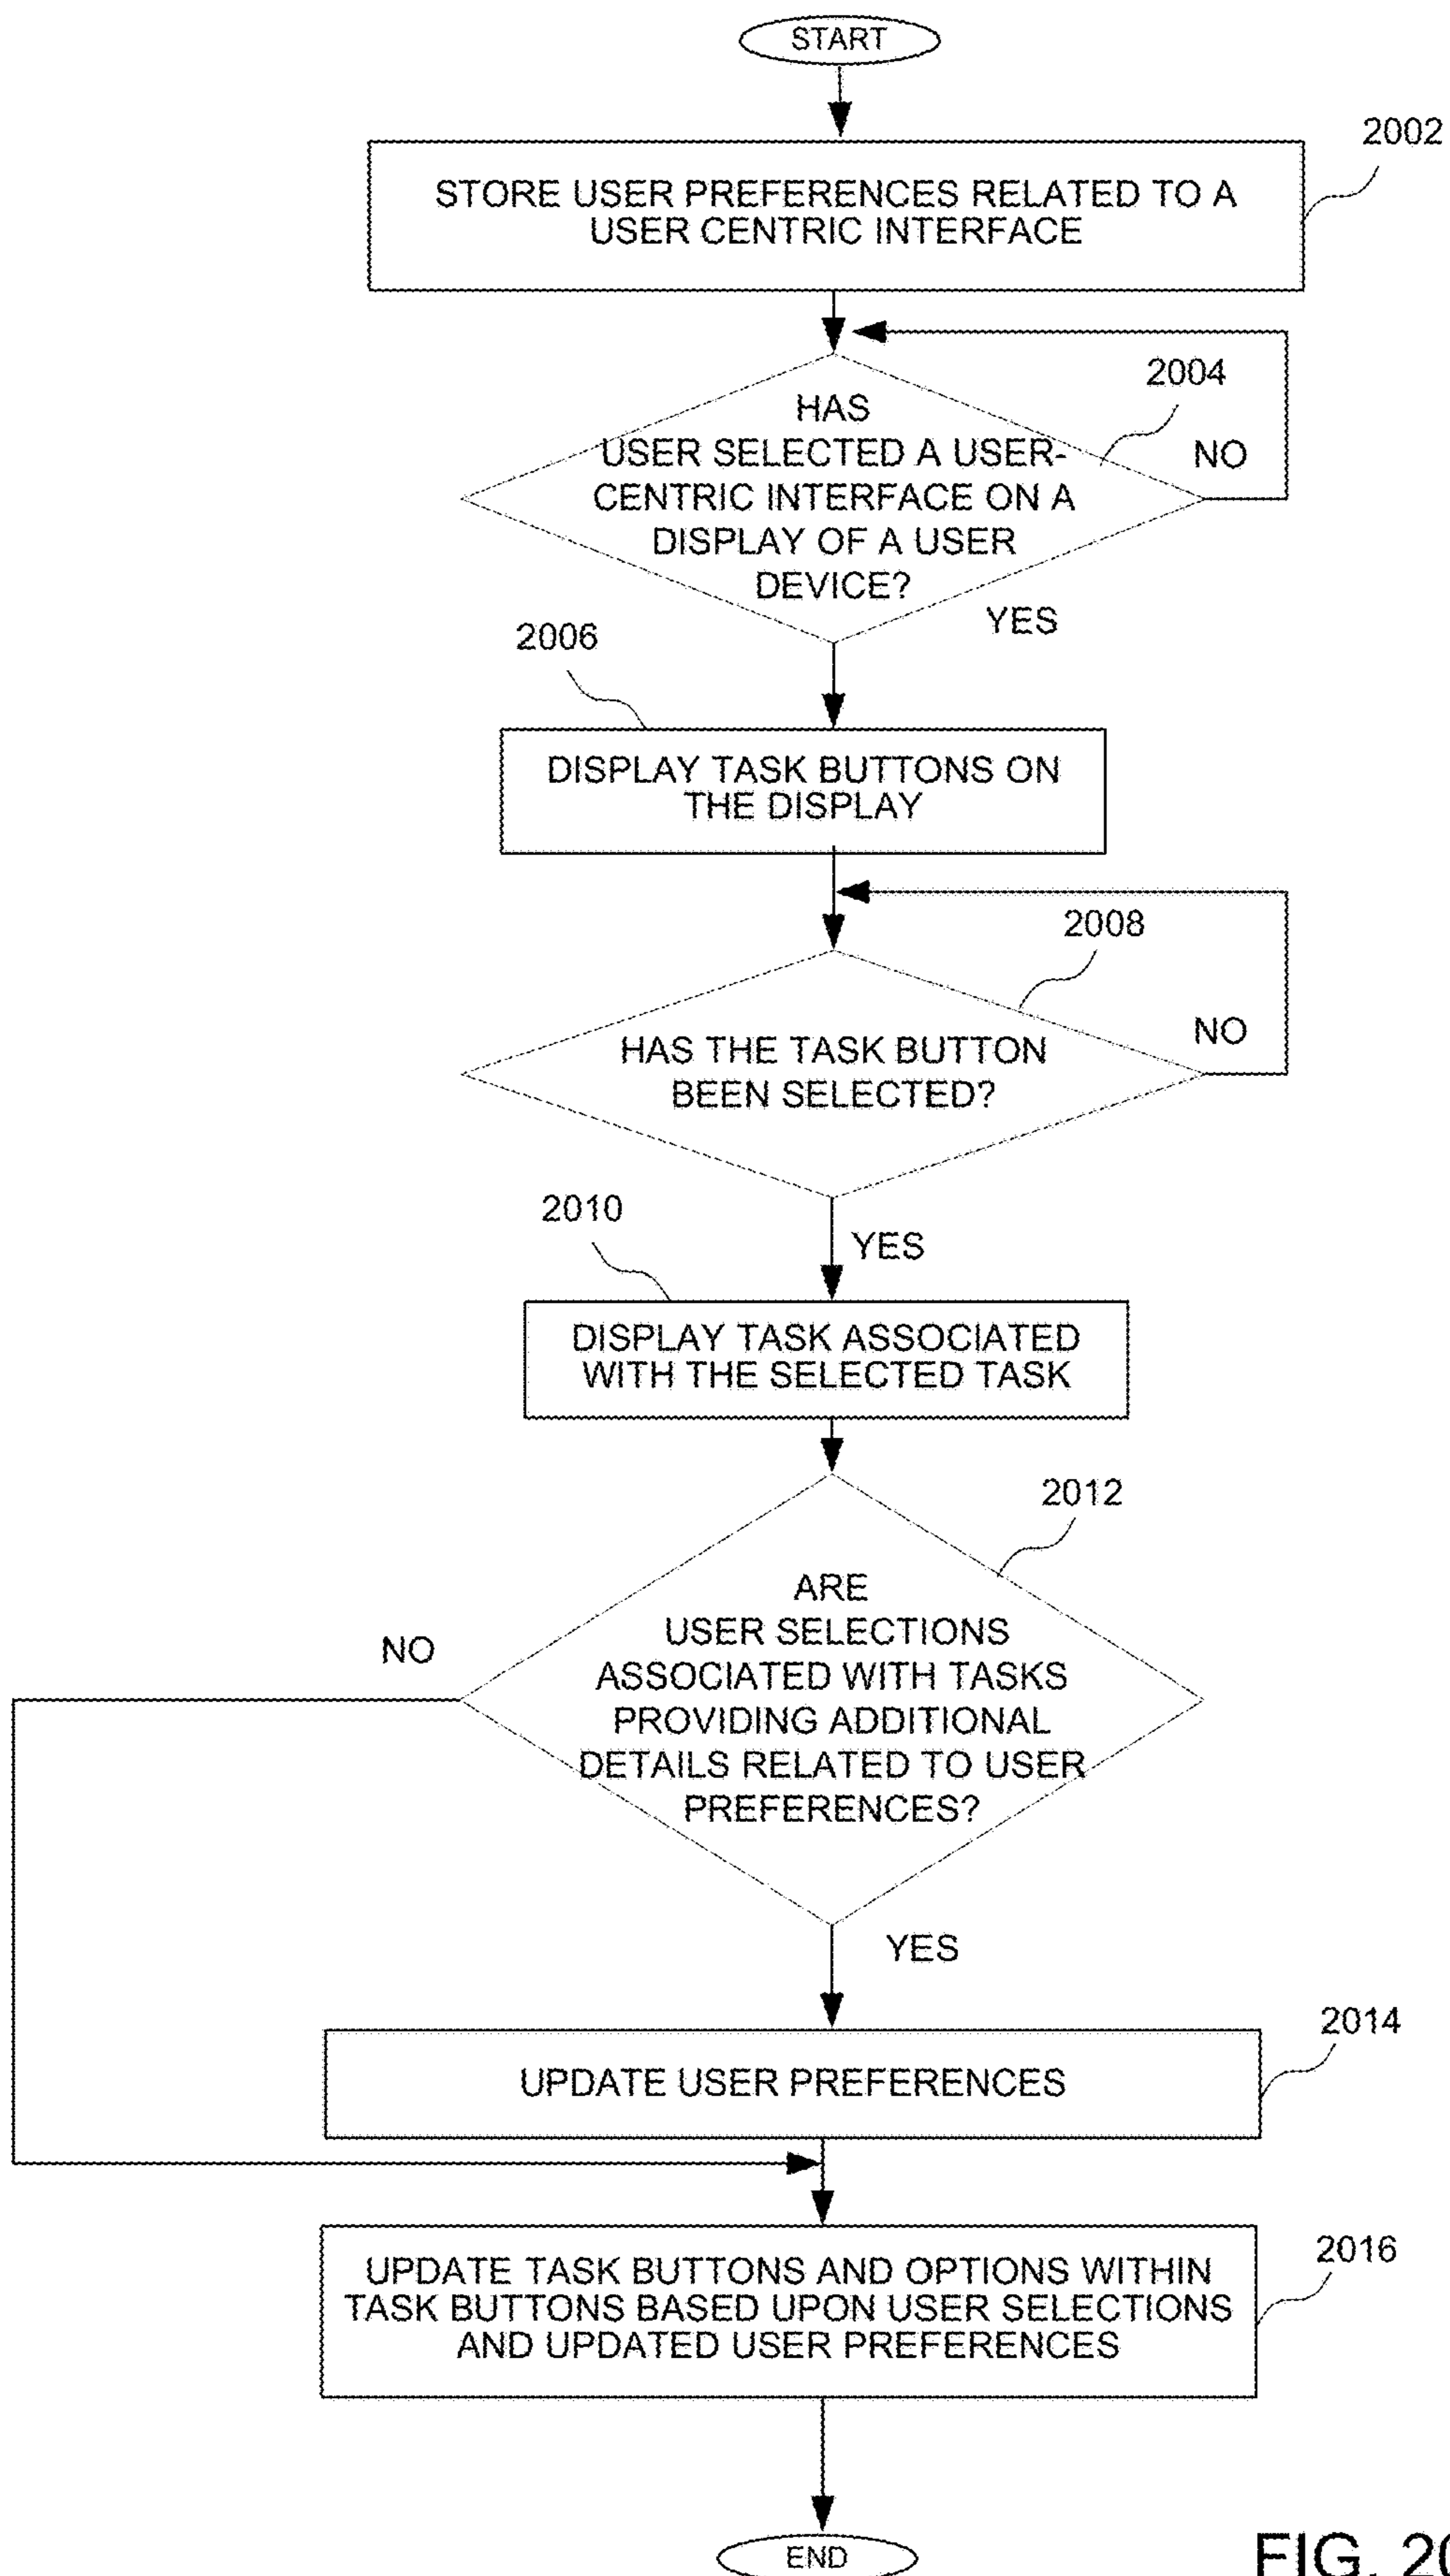 START
2002
STORE USER PREFERENCES RELATED TO A
USER CENTRIC INTERFACE
2004
HAS
USER SELECTED A USER-
CENTRIC INTERFACE ON A
DISPLAY OF A USER
DEVICE?
NO
YES
2006
DISPLAY TASK BUTTONS ON
THE DISPLAY
2008
NO
HAS THE TASK BUTTON
BEEN SELECTED?
2010
YES
DISPLAY TASK ASSOCIATED
WITH THE SELECTED TASK
2012
ARE
USER SELECTIONS
ASSOCIATED WITH TASKS
PROVIDING ADDITIONAL
DETAILS RELATED TO USER
PREFERENCES?
NO
YES
2014
UPDATE USER PREFERENCES
2016
UPDATE TASK BUTTONS AND OPTIONS WITHIN
TASK BUTTONS BASED UPON USER SELECTIONS
AND UPDATED USER PREFERENCES
END
FIG. 20